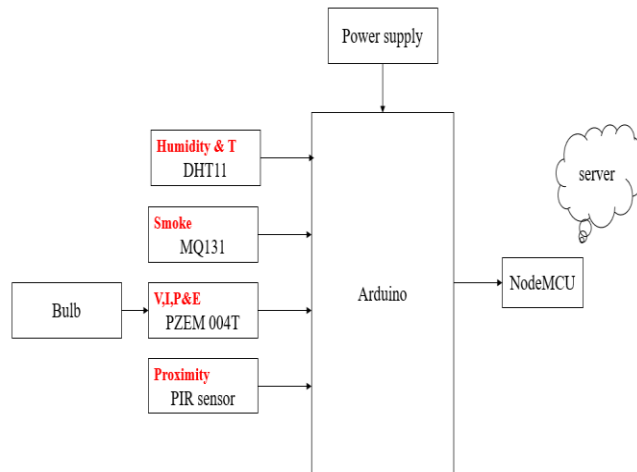 Power supply
Humidity & T
DHT11
server
Smoke
MQ131
Arduino
NodeMCU
Bulb
V,I,P&E
PZEM 004T
Proximity
PIR sensor